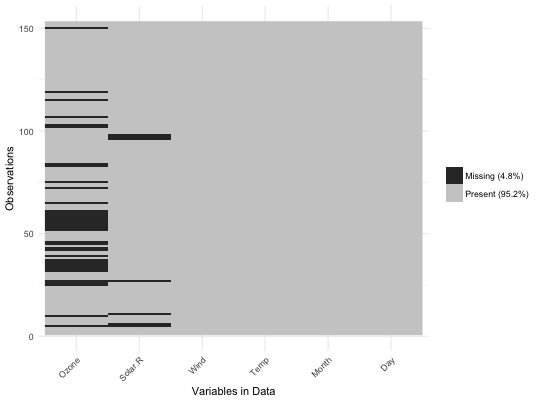 150
100
50
0
Observations
Ozone
Solar.R
Wind
Temp
Month
Day
Variables in Data
Missing (4.8%)
Present (95.2%)